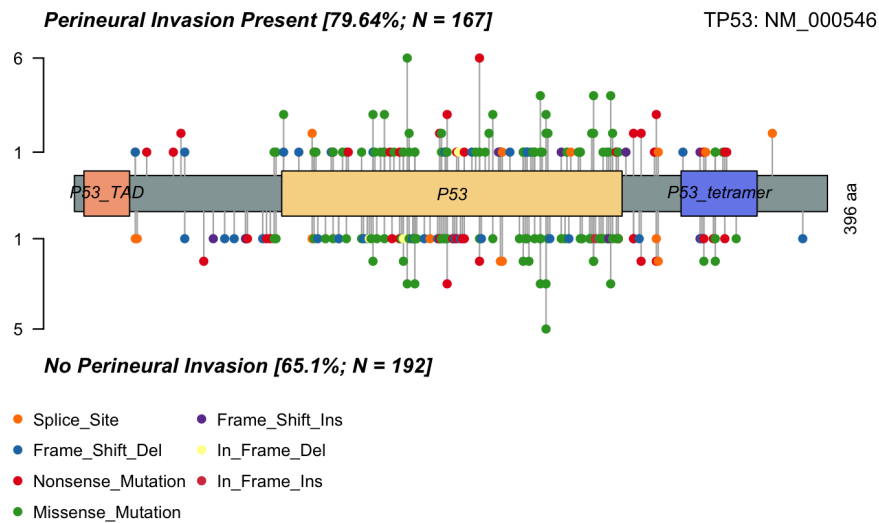 Perineural Invasion Present [79.64%; N = 167]
TP53: NM_000546
6
1
P53_TAD
P53
P53_tetramer
396 aa
1
5
No Perineural Invasion [65.1%; N = 192]
Splice_Site
Frame_Shift_Ins
Frame_Shift_Del
In_Frame_Del
Nonsense_Mutation
In_Frame_Ins
Missense_Mutation